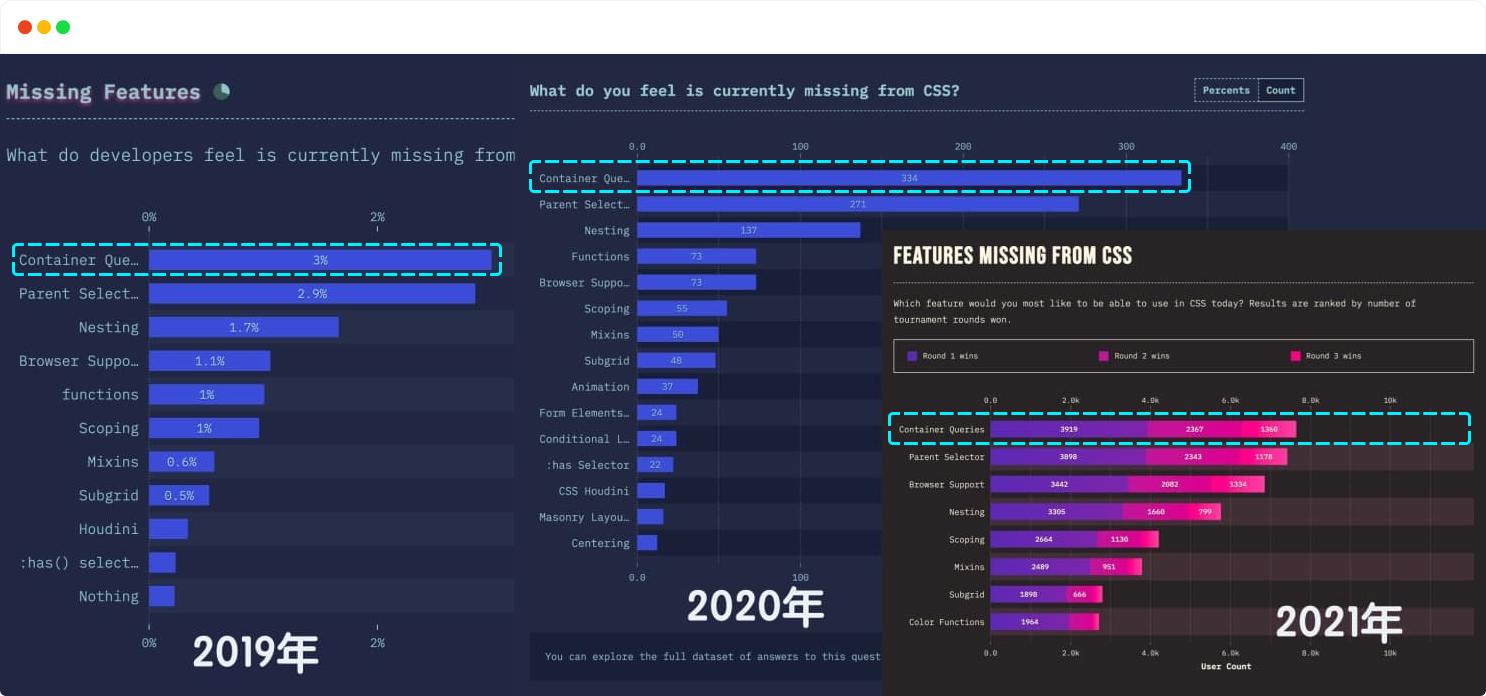 Missing Features
What do developers feel is currently missing from
0% 2%
Container Que… 3%
Parent Select… 2.9%
Nesting 1.7%
Browser Suppo… 1.1%
functions 1%
Scoping 1%
Mixins 0.6%
Subgrid 0.5%
Houdini
:has() select…
Nothing
0% 2%
2019年
What do you feel is currently missing from CSS?
Percents Count
0.0 100 200 300 400
Container Que… 334
Parent Select… 271
Nesting 137
Functions 73
Browser Suppo… 73
Scoping 55
Mixins 50
Subgrid 48
Animation 37
Form Elements… 24
Conditional L… 24
:has Selector 22
CSS Houdini
Masonry Layou…
Centering
0.0 100
2020年
You can explore the full dataset of answers to this quest
FEATURES MISSING FROM CSS
Which feature would you most like to be able to use in CSS today? Results are ranked by number of
tournament rounds won.
Round 1 wins Round 2 wins Round 3 wins
0.0 2.0k 4.0k 6.0k 8.0k 10k
Container Queries 3919 2367 1360
Parent Selector 3898 2343 1178
Browser Support 3442 2082 1334
Nesting 3305 1660 799
Scoping 2664 1130
Mixins 2489 951
Subgrid 1898 666
Color Functions 1964
2021年
0.0 2.0k 4.0k 6.0k 8.0k 10k
User Count